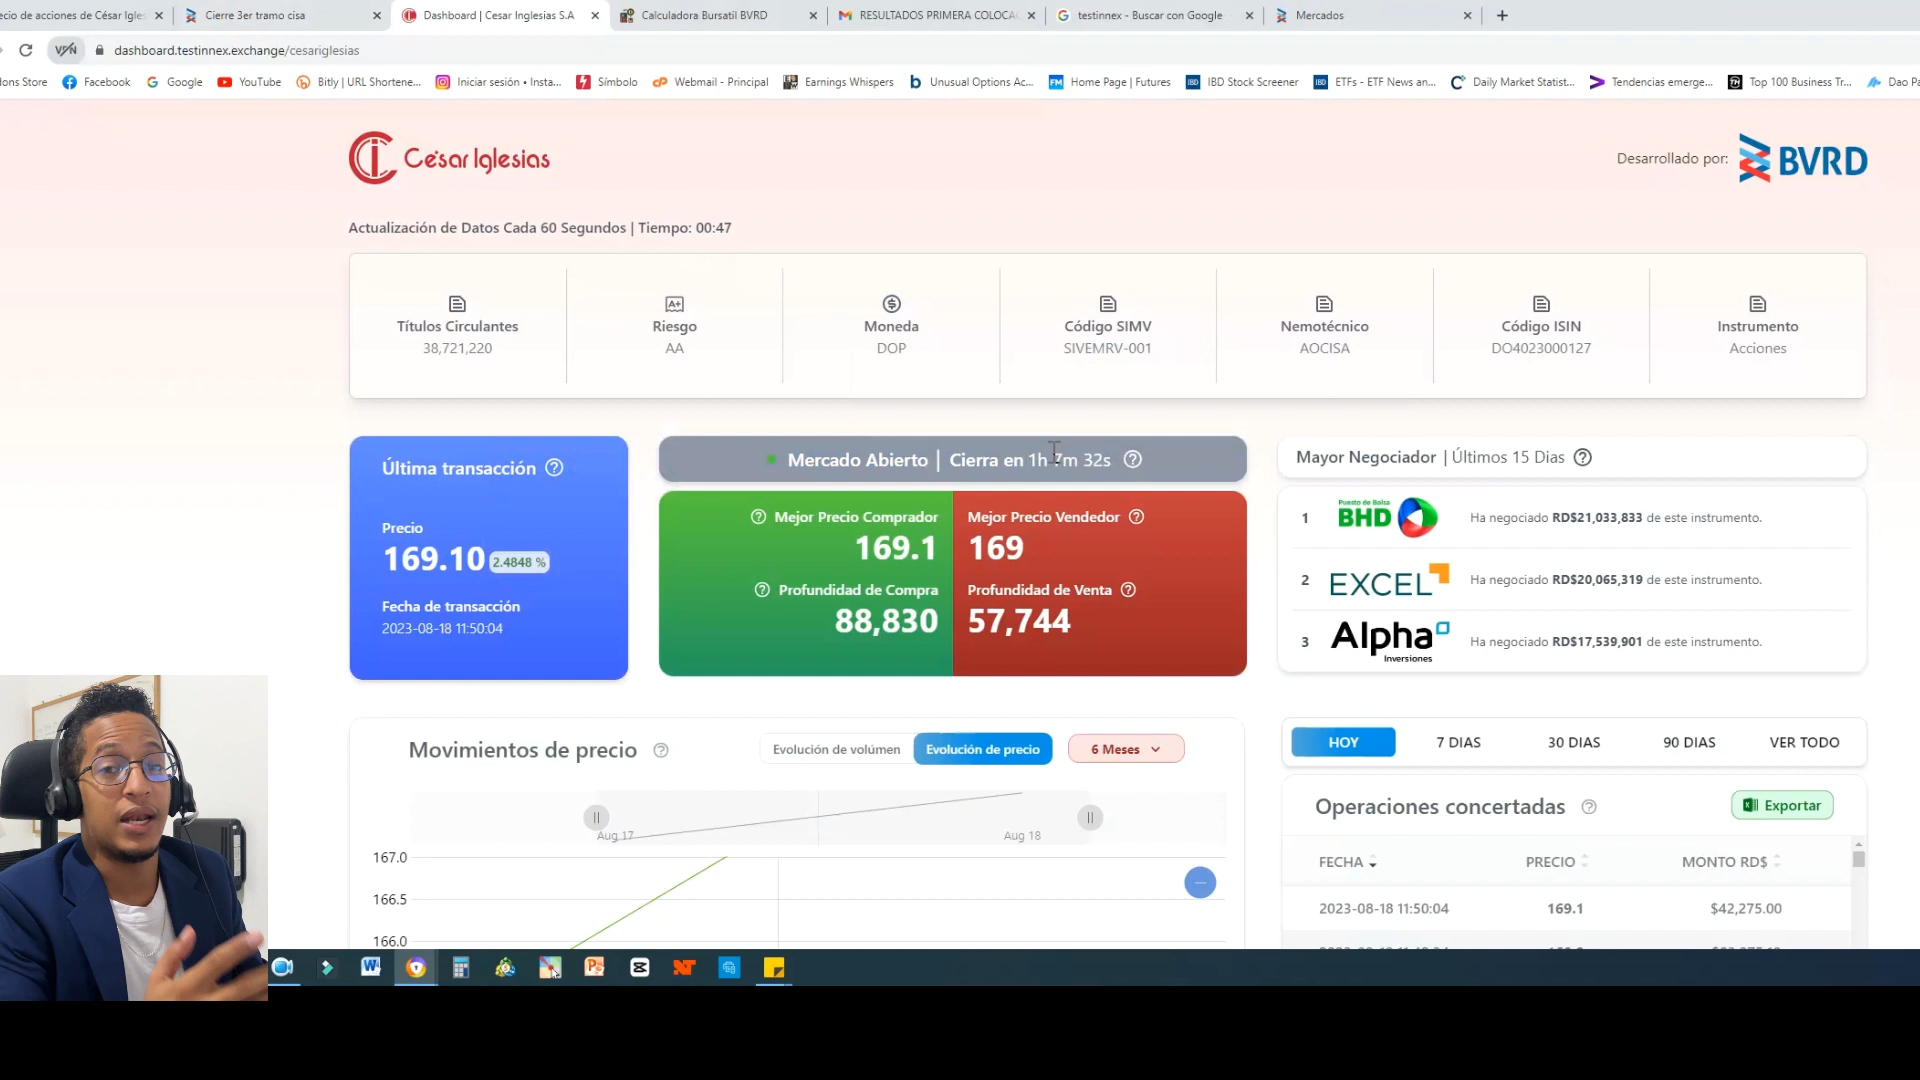 ecio de acciones de César Igles
Cierre 3er tramo cisa
Dashboard | Cesar Inglesias S.A
Calculadora Bursatil BVRD
RESULTADOS PRIMERA COLOCA
testinnex - Buscar con Google
Mercados
VPN
dashboard.testinnex.exchange/cesariglesias
dons Store
Facebook
Google
YouTube
Bitly | URL Shortene...
Iniciar sesión • Insta...
Símbolo
Webmail - Principal
Earnings Whispers
Unusual Options Ac...
Home Page | Futures
IBD Stock Screener
ETFs - ETF News an...
Daily Market Statist...
Tendencias emerge...
Top 100 Business Tr...
Dao Pa
César Iglesias
Desarrollado por:
BVRD
Actualización de Datos Cada 60 Segundos | Tiempo: 00:47
Títulos Circulantes
38,721,220
Riesgo
AA
Moneda
DOP
Código SIMV
SIVEMRV-001
Nemotécnico
AOCISA
Código ISIN
DO4023000127
Instrumento
Acciones
Última transacción
Precio
169.10 2.4848 %
Fecha de transacción
2023-08-18 11:50:04
Mercado Abierto | Cierra en 1h 7m 32s
Mejor Precio Comprador
169.1
Profundidad de Compra
88,830
Mejor Precio Vendedor
169
Profundidad de Venta
57,744
Mayor Negociador | Últimos 15 Dias
1 Puesto de Bolsa BHD Ha negociado RD$21,033,833 de este instrumento.
2 EXCEL Ha negociado RD$20,065,319 de este instrumento.
3 Alpha Inversiones Ha negociado RD$17,539,901 de este instrumento.
Movimientos de precio
Evolución de volúmen
Evolución de precio
6 Meses
Aug 17
Aug 18
167.0
166.5
166.0
HOY
7 DIAS
30 DIAS
90 DIAS
VER TODO
Operaciones concertadas
Exportar
FECHA PRECIO MONTO RD$
2023-08-18 11:50:04 169.1 $42,275.00